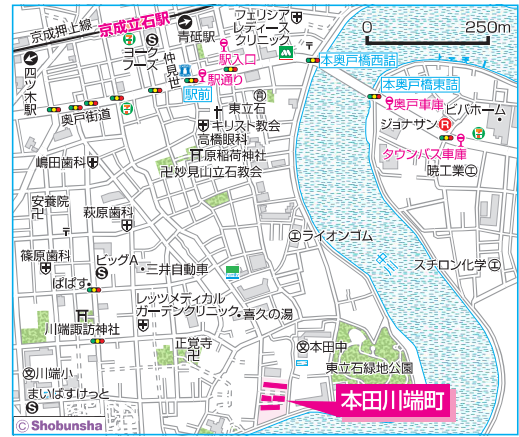 京成押上線
京成立石駅
青砥駅
フェリシア
レディース
クリニック
0 250m
四ツ木駅
ヨーク
フーズ
仲見世
駅入口
駅通り
駅前
本奥戸橋西詰
本奥戸橋東詰
奥戸車庫
ビバホーム
ジョナサン
タウンバス車庫
暁工業
奥戸街道
東立石
キリスト教会
高橋眼科
原稲荷神社
妙見山立石教会
嶋田歯科
安養院
萩原歯科
篠原歯科
ビッグA
ぱぱす
三井自動車
ライオンゴム
中川
スチロン化学
レッツメディカル
ガーデンクリニック
喜久の湯
川端諏訪神社
正覚寺
本田中
東立石緑地公園
川端小
まいばすけっと
本田川端町
© Shobunsha